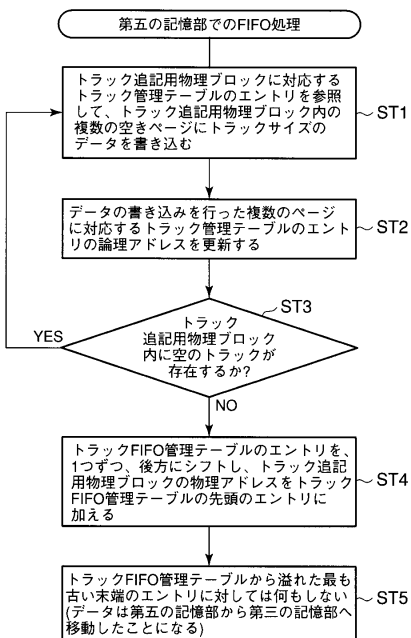 第五の記憶部でのFIFO処理
トラック追記用物理ブロックに対応する
トラック管理テーブルのエントリを参照
して、トラック追記用物理ブロック内の
複数の空きページにトラックサイズの
データを書き込む
ST1
データの書き込みを行った複数のページ
に対応するトラック管理テーブルのエント
リの論理アドレスを更新する
ST2
ST3
トラック
追記用物理ブロック
内に空のトラックが
存在するか?
YES
NO
トラックFIFO管理テーブルのエントリを、
1つずつ、後方にシフトし、トラック追記
用物理ブロックの物理アドレスをトラック
FIFO管理テーブルの先頭のエントリに
加える
ST4
トラックFIFO管理テーブルから溢れた最も
古い末端のエントリに対しては何もしない
(データは第五の記憶部から第三の記憶部へ
移動したことになる)
ST5